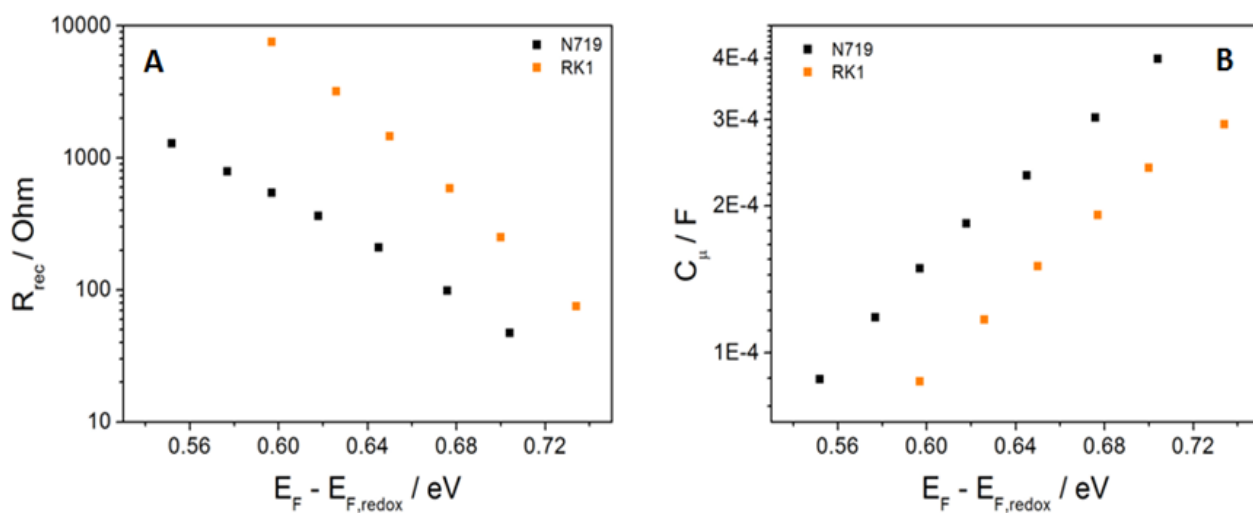 A
N719
RK1
10000
1000
100
10
R_rec / Ohm
0.56 0.60 0.64 0.68 0.72
E_F - E_F,redox / eV
B
N719
RK1
4E-4
3E-4
2E-4
1E-4
C_μ / F
0.56 0.60 0.64 0.68 0.72
E_F - E_F,redox / eV